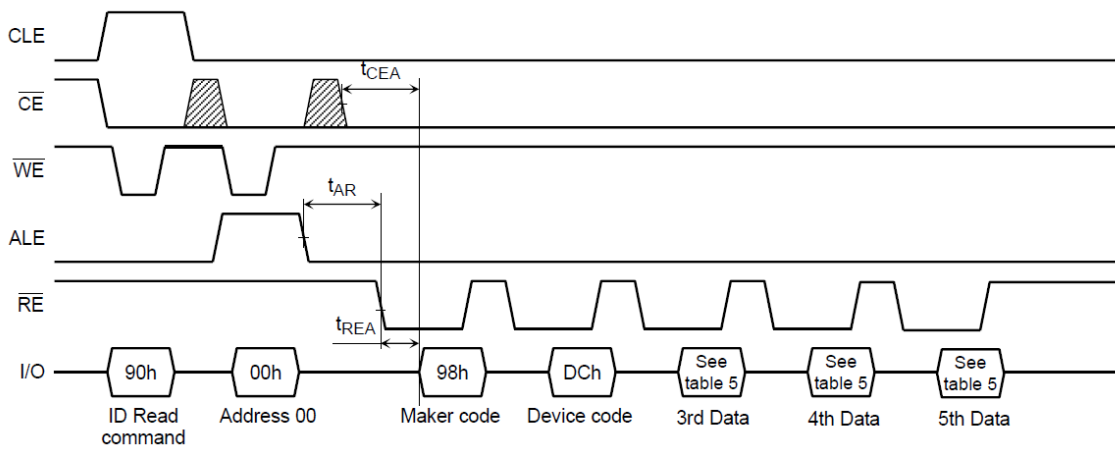 CLE
tCEA
CE
WE
tAR
ALE
RE
tREA
I/O
90h
00h
98h
DCh
See
table 5
See
table 5
See
table 5
ID Read
command
Address 00
Maker code
Device code
3rd Data
4th Data
5th Data